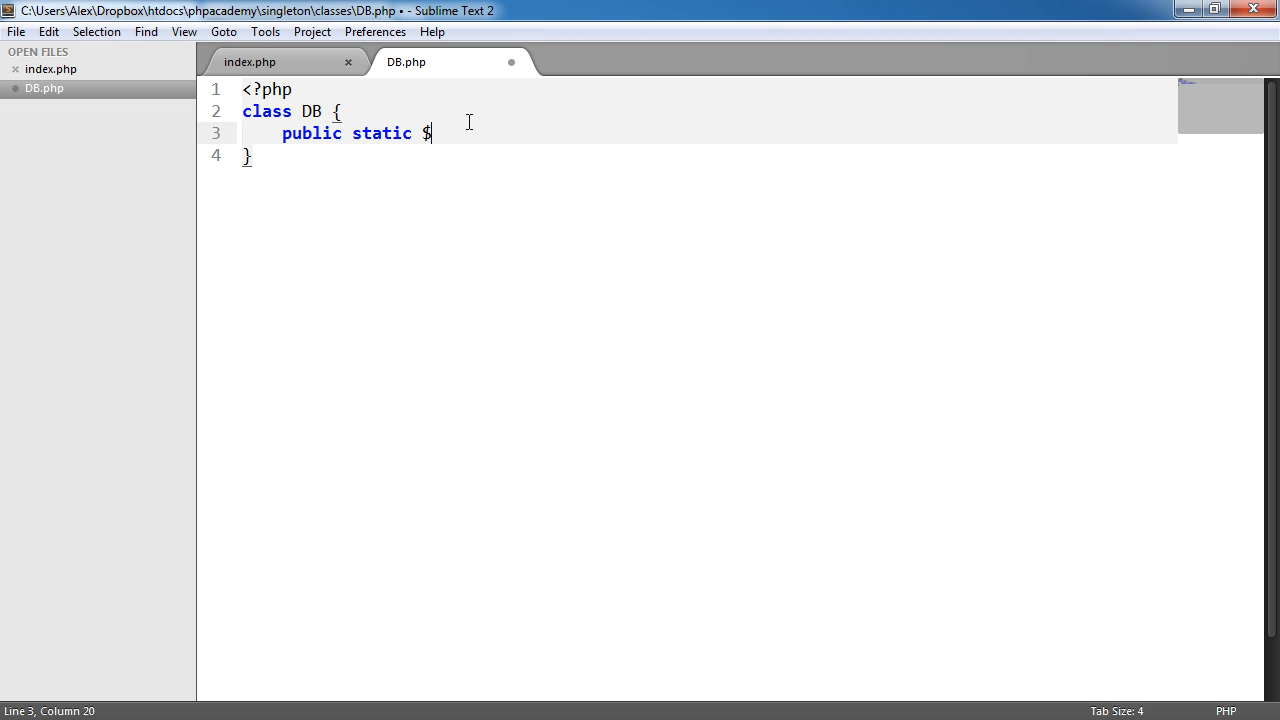 C:\Users\Alex\Dropbox\htdocs\phpacademy\singleton\classes\DB.php • - Sublime Text 2
File Edit Selection Find View Goto Tools Project Preferences Help
OPEN FILES
index.php
DB.php
index.php DB.php
1 <?php
2 class DB {
3 public static $
4 }
Line 3, Column 20 Tab Size: 4 PHP